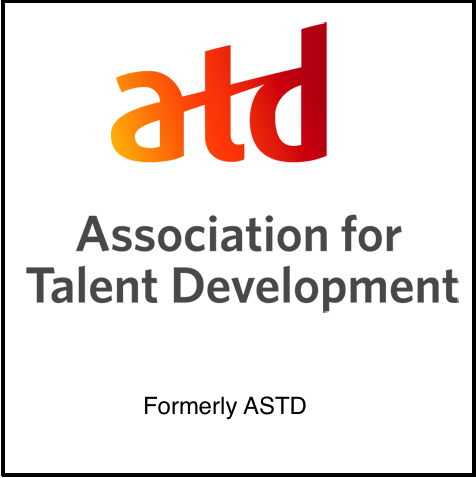 atd
Association for
Talent Development
Formerly ASTD